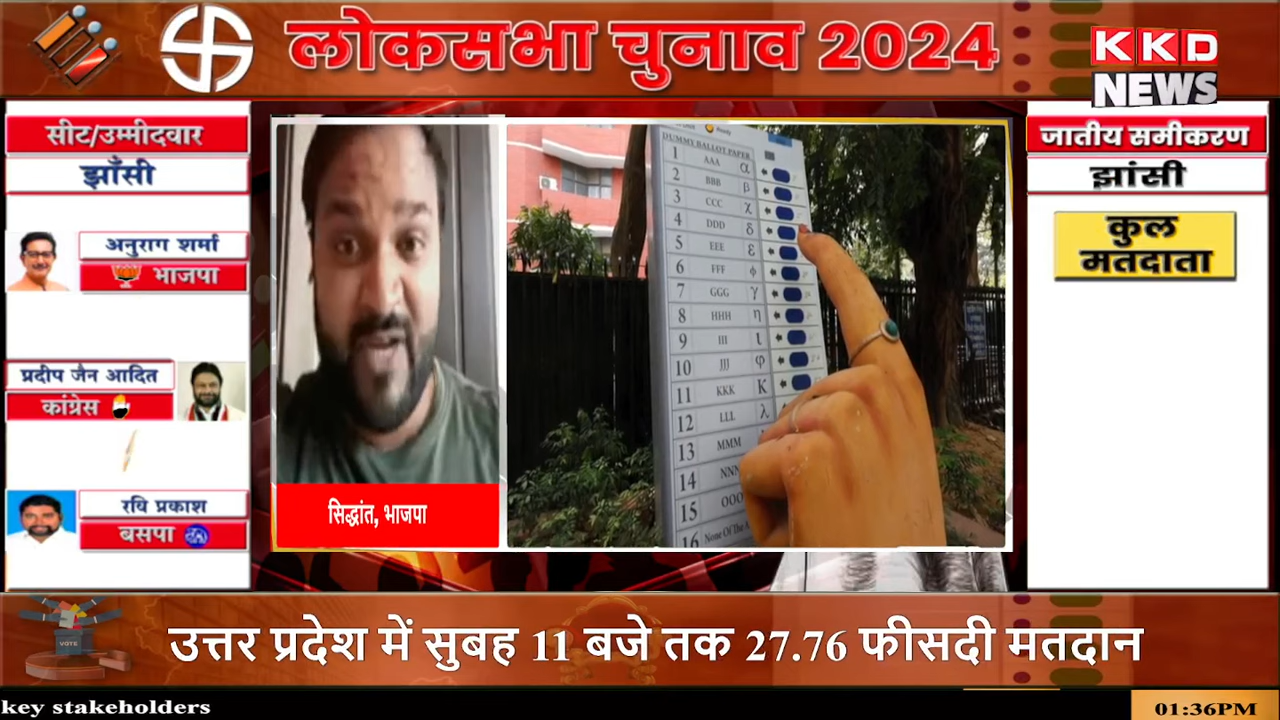 लोकसभा चुनाव 2024
KKD
NEWS
सीट/उम्मीदवार
झाँसी
अनुराग शर्मा
भाजपा
प्रदीप जैन आदित
कांग्रेस
रवि प्रकाश
बसपा
सिद्धांत, भाजपा
Ready
DUMMY BALLOT PAPER
1 AAA α
2 BBB β
3 CCC χ
4 DDD δ
5 EEE ε
6 FFF ϕ
7 GGG γ
8 HHH η
9 III ι
10 JJJ φ
11 KKK K
12 LLL λ
13 MMM
14 NNN
15 OOO
16 None Of The
जातीय समीकरण
झांसी
कुल
मतदाता
VOTE
उत्तर प्रदेश में सुबह 11 बजे तक 27.76 फीसदी मतदान
key stakeholders
01:36PM